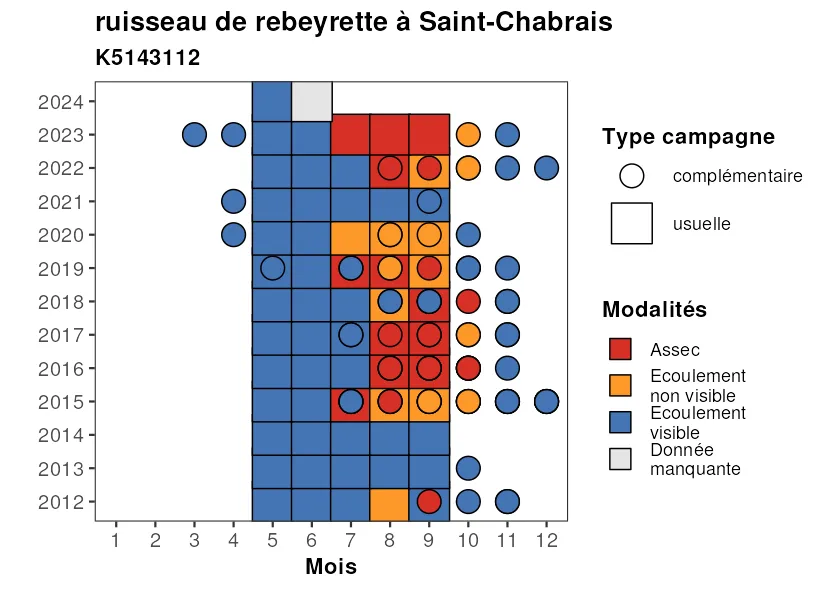 ruisseau de rebeyrette à Saint-Chabrais
K5143112
2024
2023
2022
2021
2020
2019
2018
2017
2016
2015
2014
2013
2012
1 2 3 4 5 6 7 8 9 10 11 12
Mois
Type campagne
complémentaire
usuelle
Modalités
Assec
Ecoulement
non visible
Ecoulement
visible
Donnée
manquante